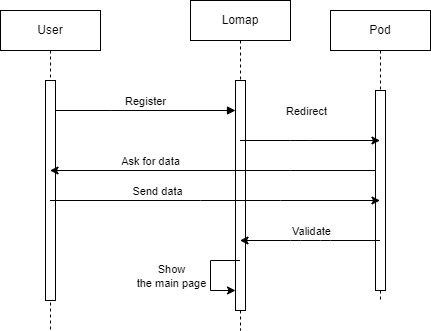 User
Lomap
Pod
Register
Redirect
Ask for data
Send data
Validate
Show
the main page